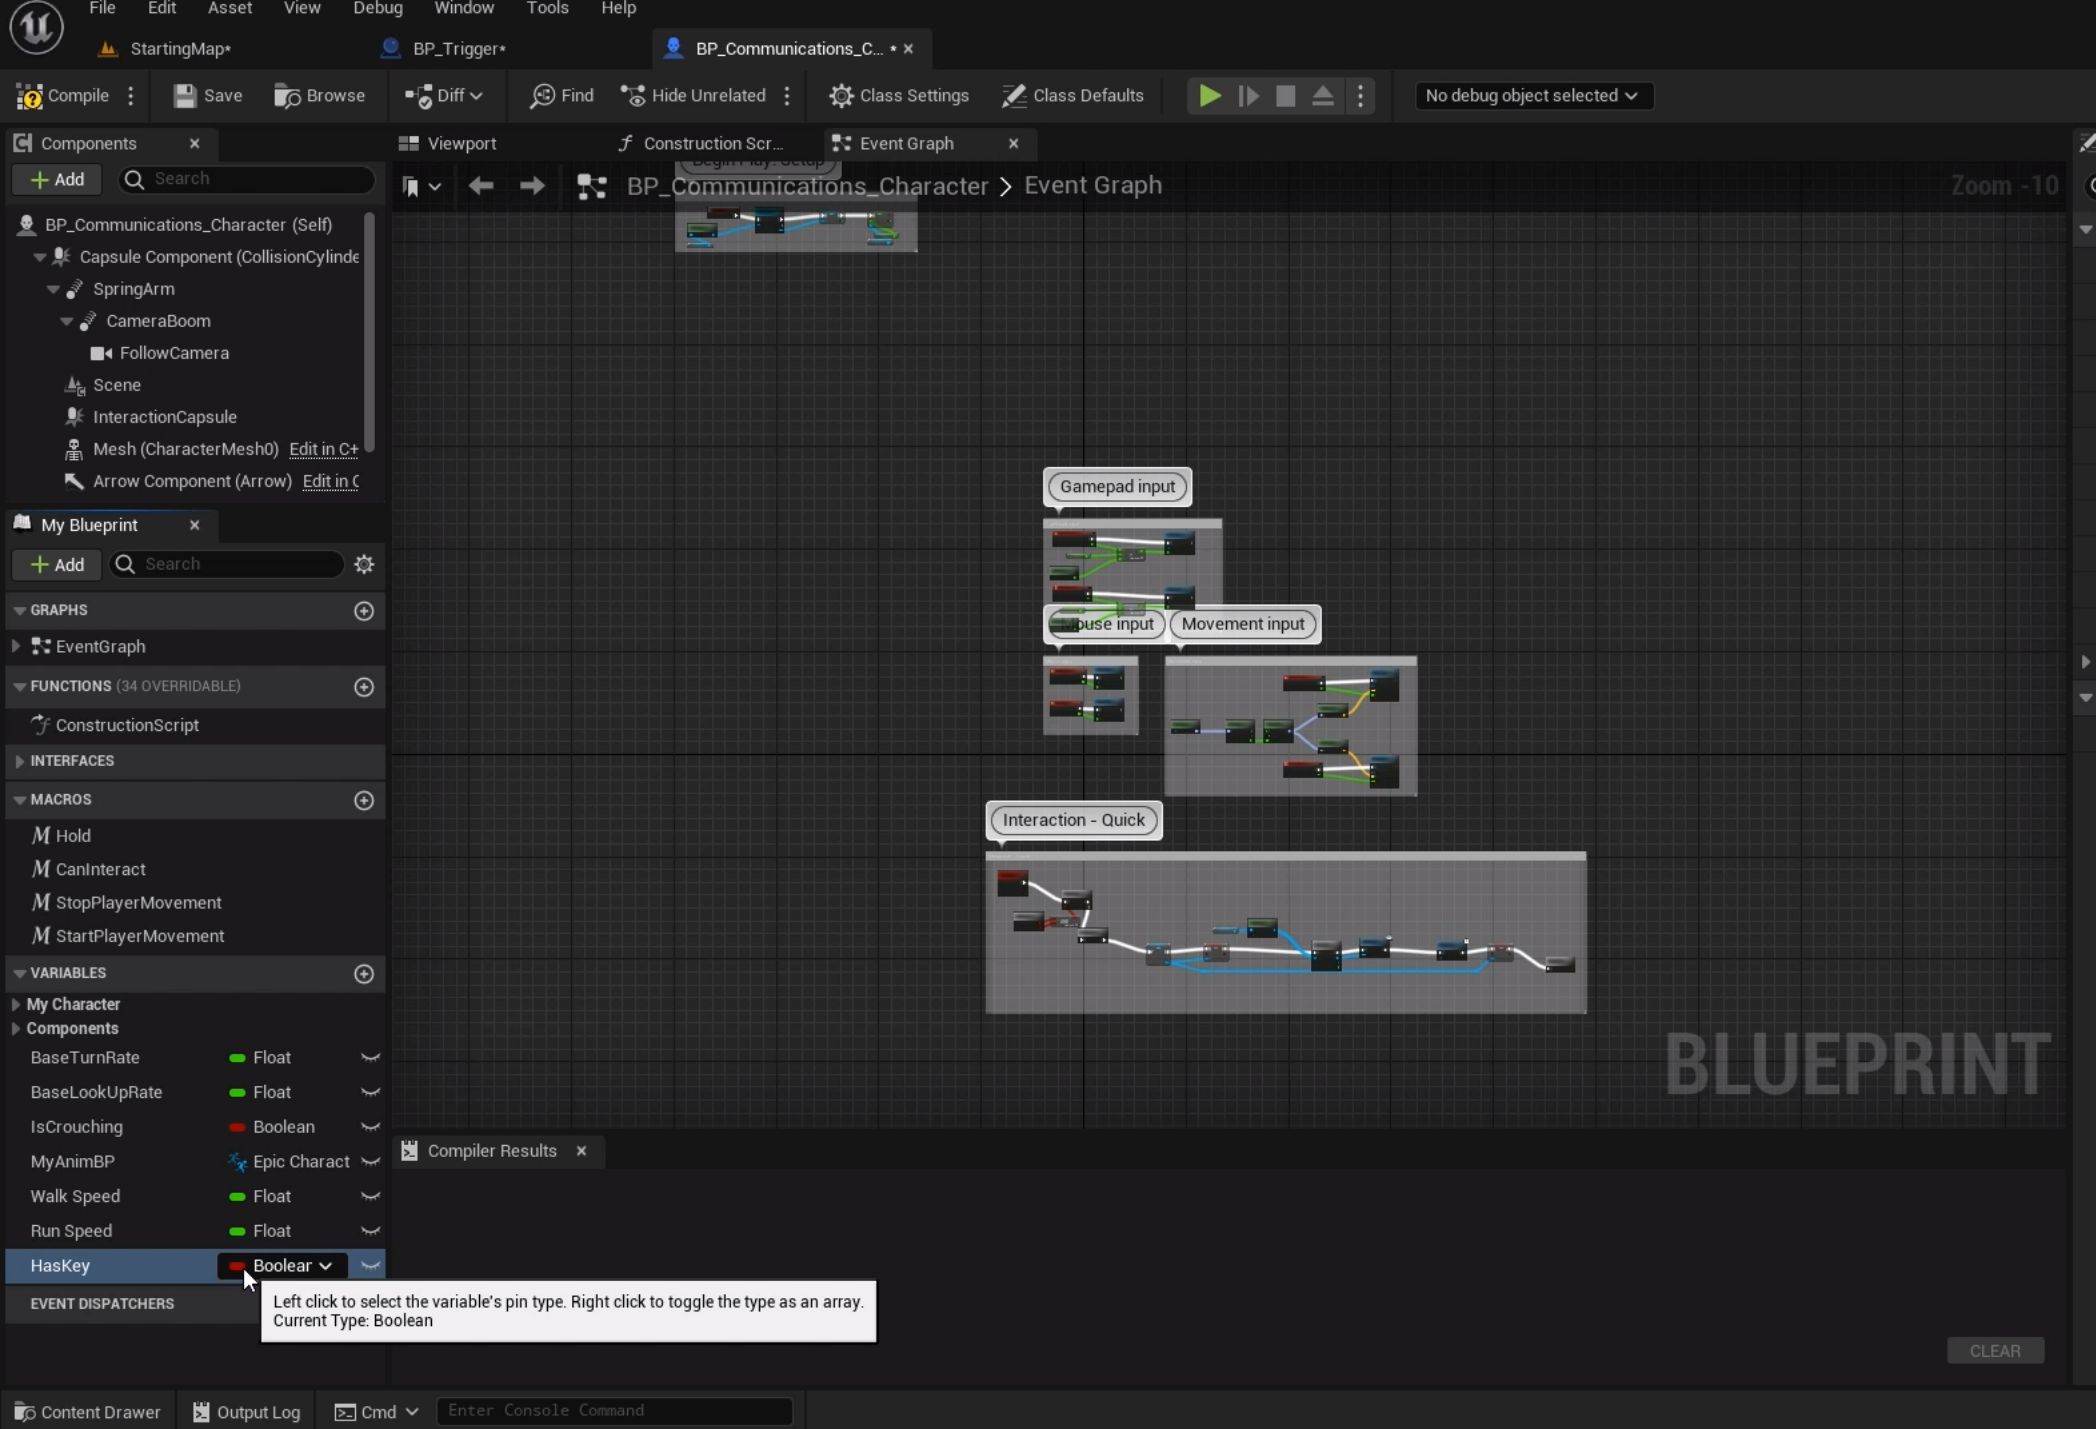 File Edit Asset View Debug Window Tools Help
StartingMap*
BP_Trigger*
BP_Communications_C... *
Compile
Save
Browse
Diff
Find
Hide Unrelated
Class Settings
Class Defaults
No debug object selected
Components
Viewport
Construction Scr...
Event Graph
Add
Search
BP_Communications_Character > Event Graph
Zoom -10
BP_Communications_Character (Self)
Capsule Component (CollisionCylinde
SpringArm
CameraBoom
FollowCamera
Scene
InteractionCapsule
Mesh (CharacterMesh0) Edit in C+
Arrow Component (Arrow) Edit in C
My Blueprint
Add
Search
GRAPHS
EventGraph
FUNCTIONS (34 OVERRIDABLE)
ConstructionScript
INTERFACES
MACROS
Hold
CanInteract
StopPlayerMovement
StartPlayerMovement
VARIABLES
My Character
Components
BaseTurnRate Float
BaseLookUpRate Float
IsCrouching Boolean
MyAnimBP Epic Charact
Walk Speed Float
Run Speed Float
HasKey Boolear
EVENT DISPATCHERS
Gamepad input
Mouse input
Movement input
Interaction - Quick
BLUEPRINT
Compiler Results
Left click to select the variable's pin type. Right click to toggle the type as an array.
Current Type: Boolean
CLEAR
Content Drawer
Output Log
Cmd
Enter Console Command